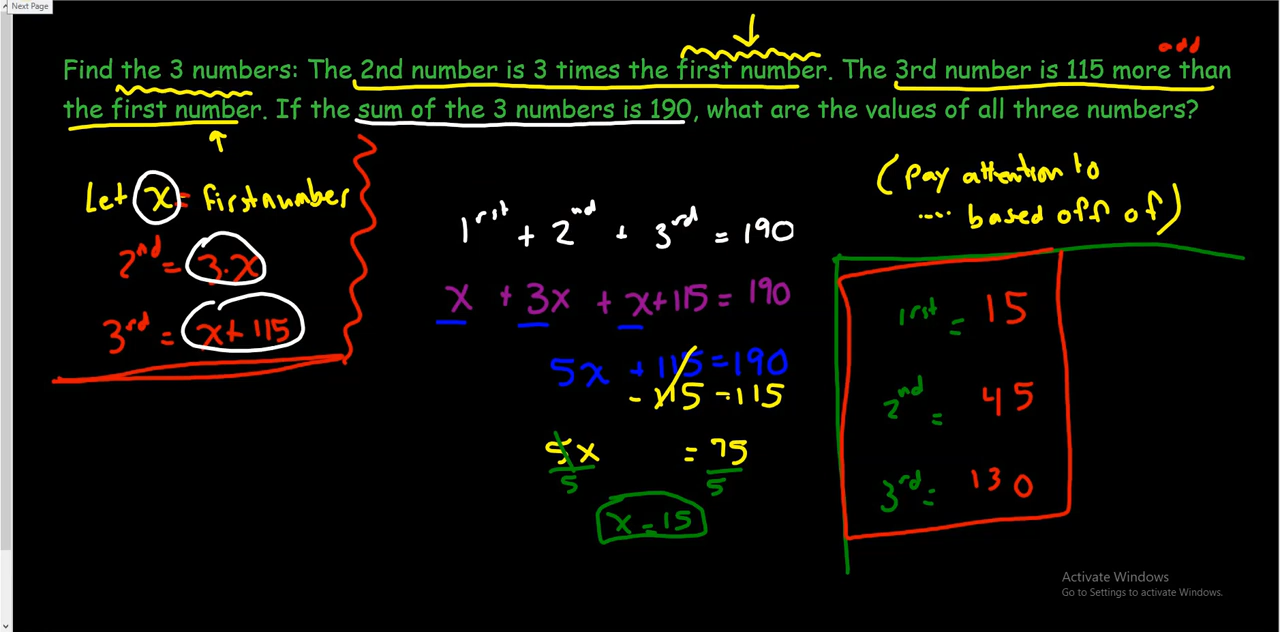 Next Page
add
Find the 3 numbers: The 2nd number is 3 times the first number. The 3rd number is 115 more than
the first number. If the sum of the 3 numbers is 190, what are the values of all three numbers?
Let x = first number
2nd = 3·x
3rd = x+115
1rst + 2nd + 3rd = 190
x + 3x + x+115 = 190
5x +115 = 190
- 115 - 115
5x = 75
5 5
x = 15
(Pay attention to
.... based off of)
1rst = 15
2nd = 45
3rd = 130
Activate Windows
Go to Settings to activate Windows.